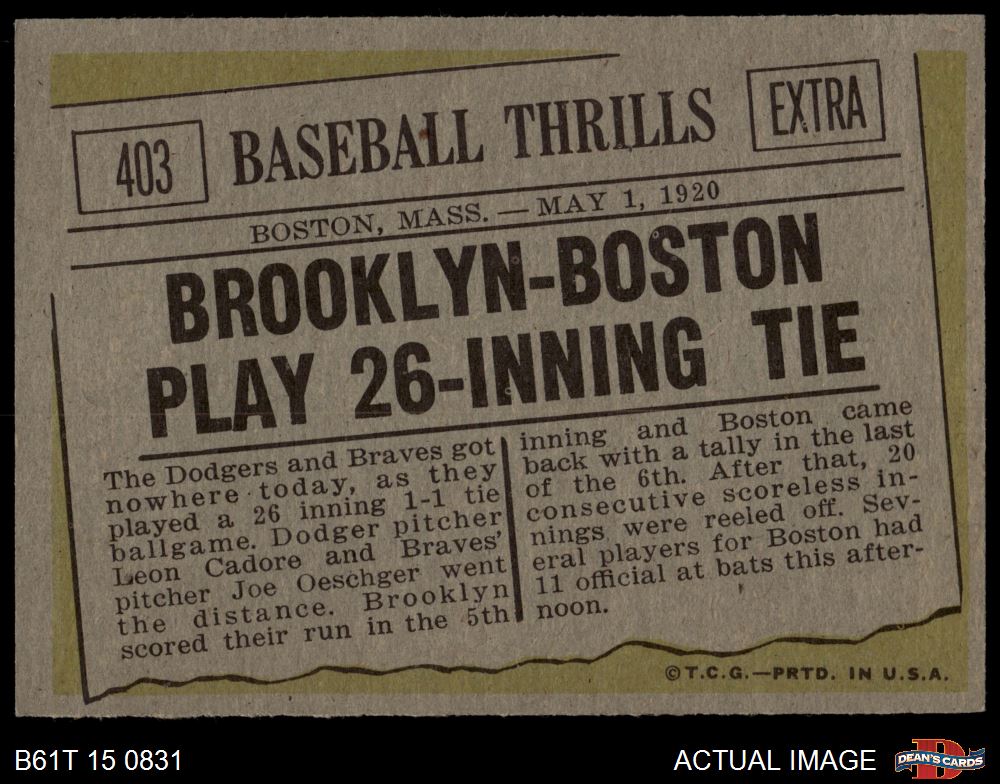 403
BASEBALL THRILLS
EXTRA
BOSTON, MASS. — MAY 1, 1920
BROOKLYN-BOSTON
PLAY 26-INNING TIE
The Dodgers and Braves got
nowhere today, as they
played a 26 inning 1-1 tie
ballgame. Dodger pitcher
Leon Cadore and Braves'
pitcher Joe Oeschger went
the distance. Brooklyn
scored their run in the 5th
inning and Boston came
back with a tally in the last
of the 6th. After that, 20
consecutive scoreless in-
nings were reeled off. Sev-
eral players for Boston had
11 official at bats this after-
noon.
©T.C.G.—PRTD. IN U.S.A.
B61T 15 0831
ACTUAL IMAGE
D
DEAN'S CARDS